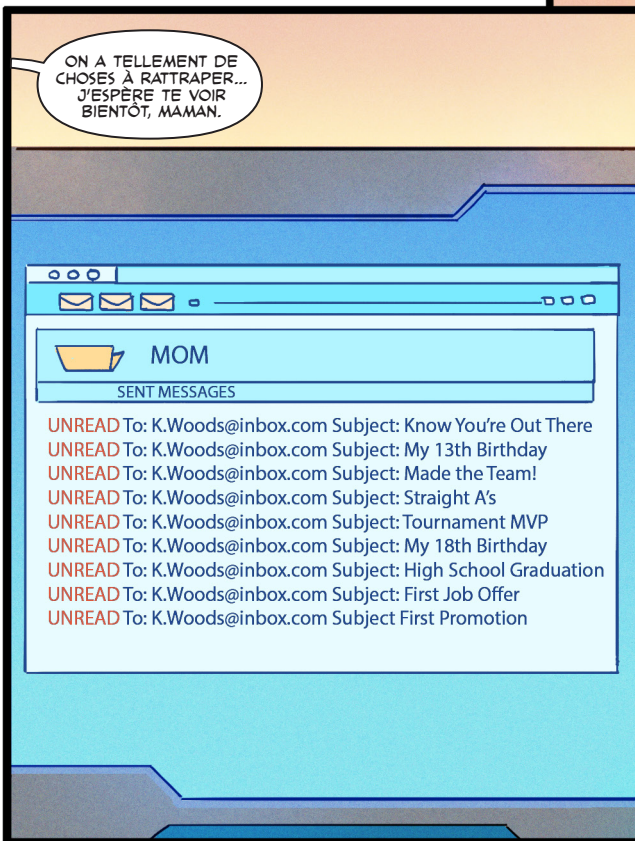 ON A TELLEMENT DE
CHOSES À RATTRAPER...
J'ESPÈRE TE VOIR
BIENTÔT, MAMAN.
MOM
SENT MESSAGES
UNREAD To: K.Woods@inbox.com Subject: Know You're Out There
UNREAD To: K.Woods@inbox.com Subject: My 13th Birthday
UNREAD To: K.Woods@inbox.com Subject: Made the Team!
UNREAD To: K.Woods@inbox.com Subject: Straight A's
UNREAD To: K.Woods@inbox.com Subject: Tournament MVP
UNREAD To: K.Woods@inbox.com Subject: My 18th Birthday
UNREAD To: K.Woods@inbox.com Subject: High School Graduation
UNREAD To: K.Woods@inbox.com Subject: First Job Offer
UNREAD To: K.Woods@inbox.com Subject First Promotion